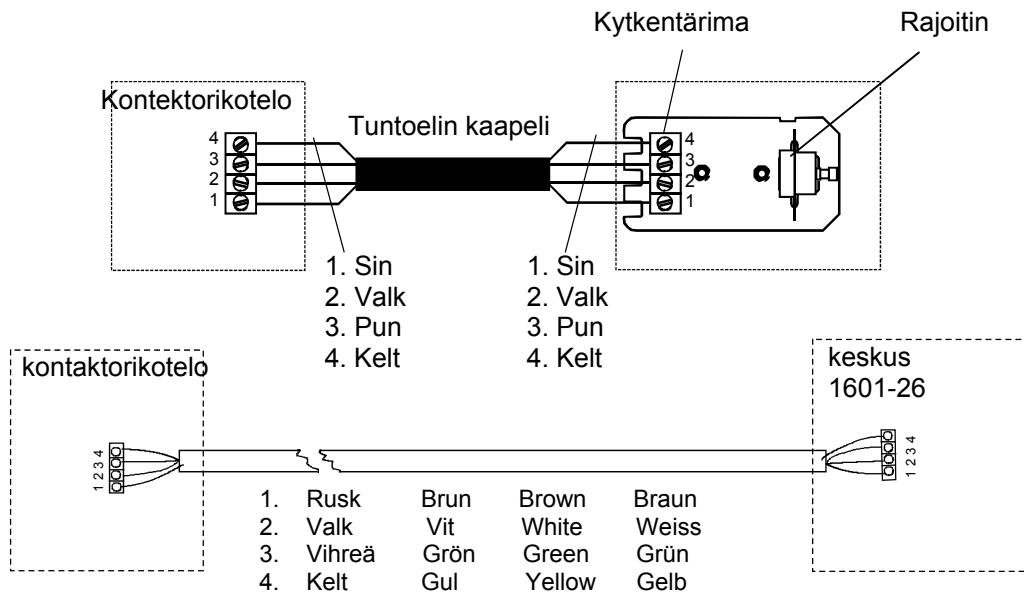 Kytkentärima
Rajoitin
Kontektorikotelo
Tuntoelin kaapeli
4
3
2
1
4
3
2
1
1. Sin
2. Valk
3. Pun
4. Kelt
1. Sin
2. Valk
3. Pun
4. Kelt
kontaktorikotelo
keskus
1601-26
1 2 3 4
1 2 3 4
1. Rusk Brun Brown Braun
2. Valk Vit White Weiss
3. Vihreä Grön Green Grün
4. Kelt Gul Yellow Gelb